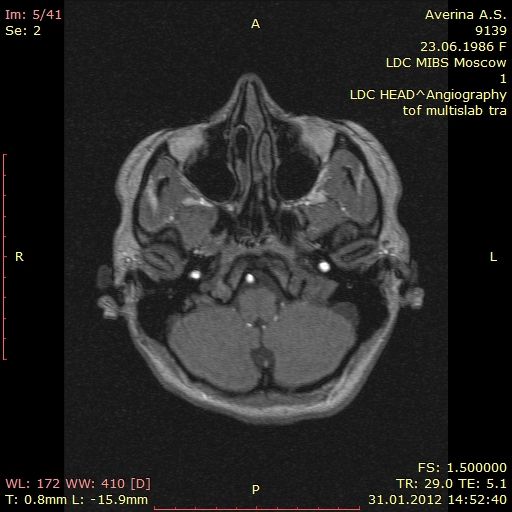 Im: 5/41
Se: 2
A
Averina A.S.
9139
23.06.1986 F
LDC MIBS Moscow
1
LDC HEAD^Angiography
tof multislab tra
R
L
WL: 172 WW: 410 [D]
T: 0.8mm L: -15.9mm
P
FS: 1.500000
TR: 29.0 TE: 5.1
31.01.2012 14:52:40